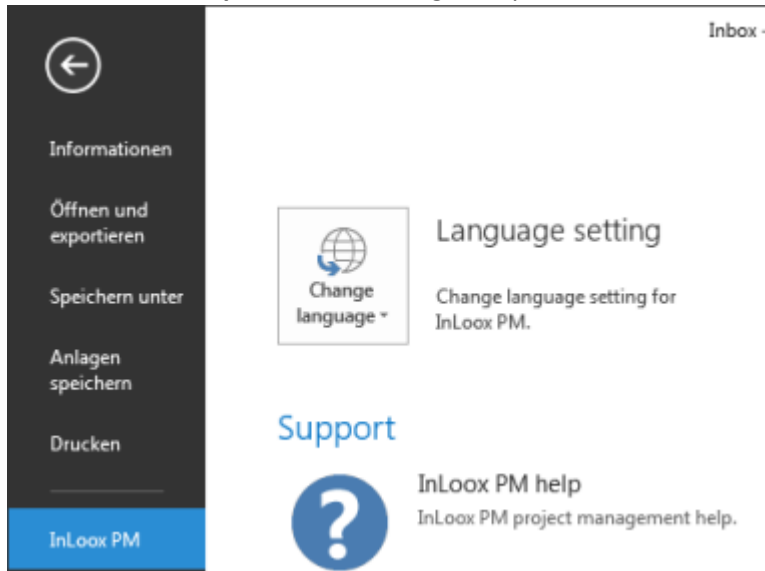 Inbox -
Informationen
Öffnen und
exportieren
Speichern unter
Anlagen
speichern
Drucken
InLoox PM
Change
language
Language setting
Change language setting for
InLoox PM.
Support
?
InLoox PM help
InLoox PM project management help.